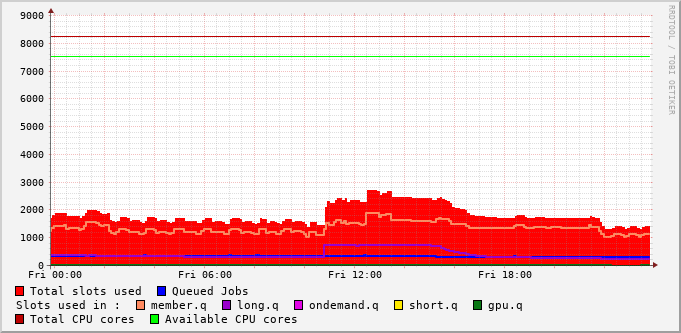 9000
8000
7000
6000
5000
4000
3000
2000
1000
0
Fri 00:00 Fri 06:00 Fri 12:00 Fri 18:00
RRDTOOL / TOBI OETIKER
Total slots used Queued Jobs
Slots used in : member.q long.q ondemand.q short.q gpu.q
Total CPU cores Available CPU cores